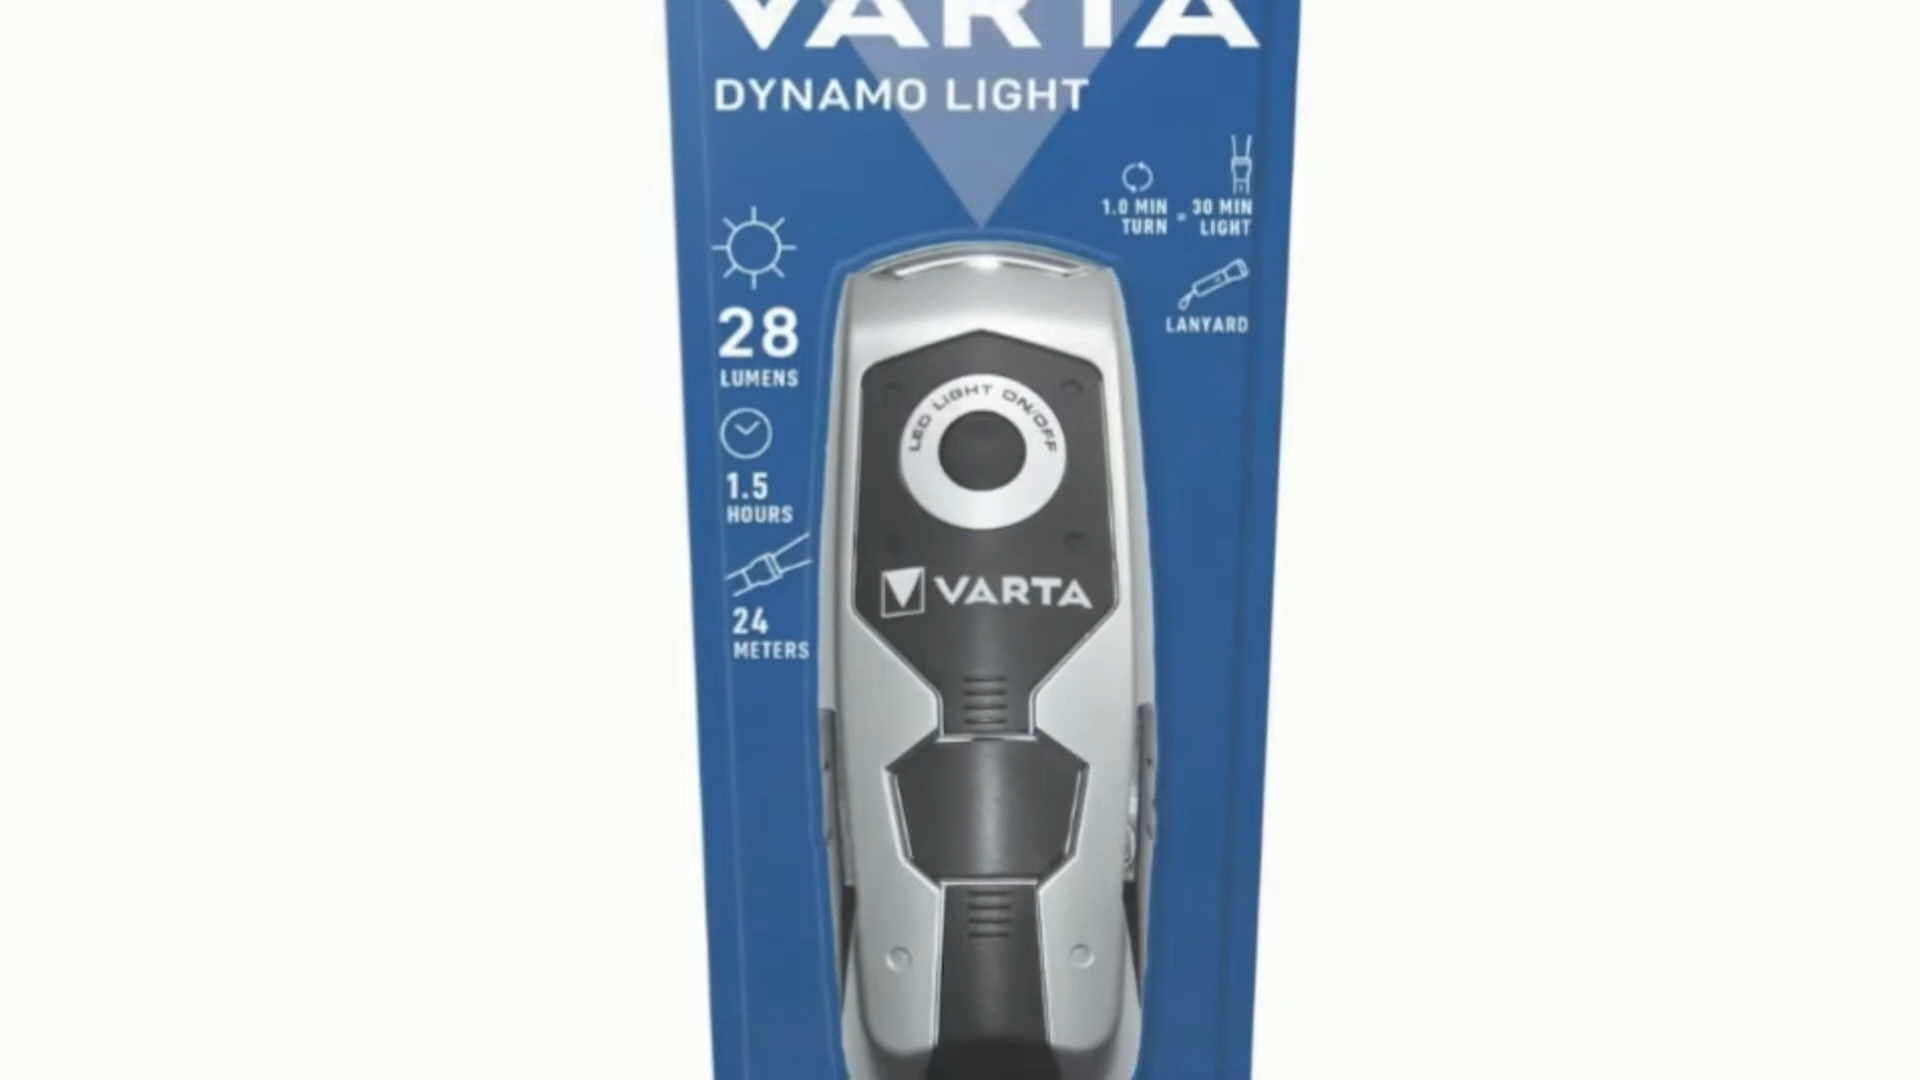 VARTA
DYNAMO LIGHT
1.0 MIN TURN = 30 MIN LIGHT
LANYARD
28
LUMENS
1.5
HOURS
24
METERS
LED LIGHT ON/OFF
VARTA